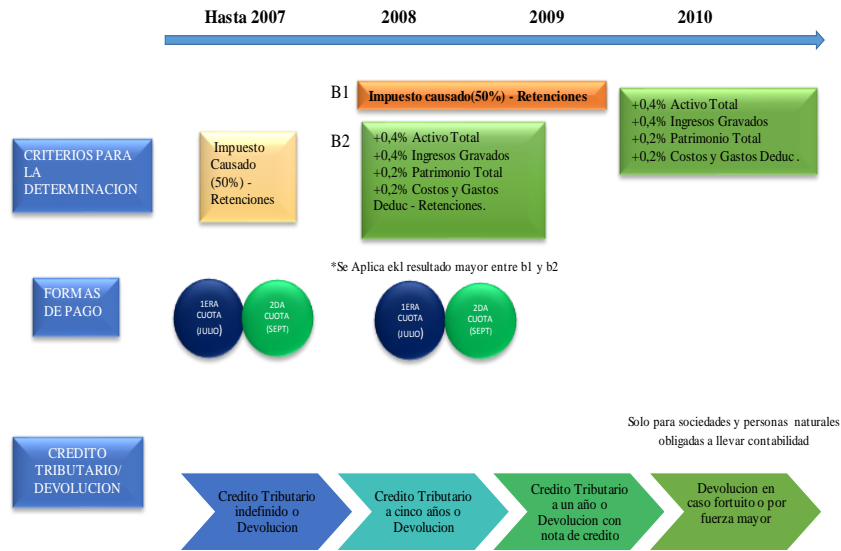 Hasta 2007
2008
2009
2010
CRITERIOS PARA
LA
DETERMINACION
Impuesto
Causado
(50%) -
Retenciones
B1
Impuesto causado(50%) - Retenciones
B2
+0,4% Activo Total
+0,4% Ingresos Gravados
+0,2% Patrimonio Total
+0,2% Costos y Gastos
Deduc - Retenciones.
+0,4% Activo Total
+0,4% Ingresos Gravados
+0,2% Patrimonio Total
+0,2% Costos y Gastos Deduc .
*Se Aplica ekl resultado mayor entre b1 y b2
FORMAS
DE PAGO
1ERA
CUOTA
(JULIO)
2DA
CUOTA
(SEPT)
1ERA
CUOTA
(JULIO)
2DA
CUOTA
(SEPT)
Solo para sociedades y personas naturales
obligadas a llevar contabilidad
CREDITO
TRIBUTARIO/
DEVOLUCION
Credito Tributario
indefinido o
Devolucion
Credito Tributario
a cinco años o
Devolucion
Credito Tributario
a un año o
Devolucion con
nota de credito
Devolucion en
caso fortuito o por
fuerza mayor